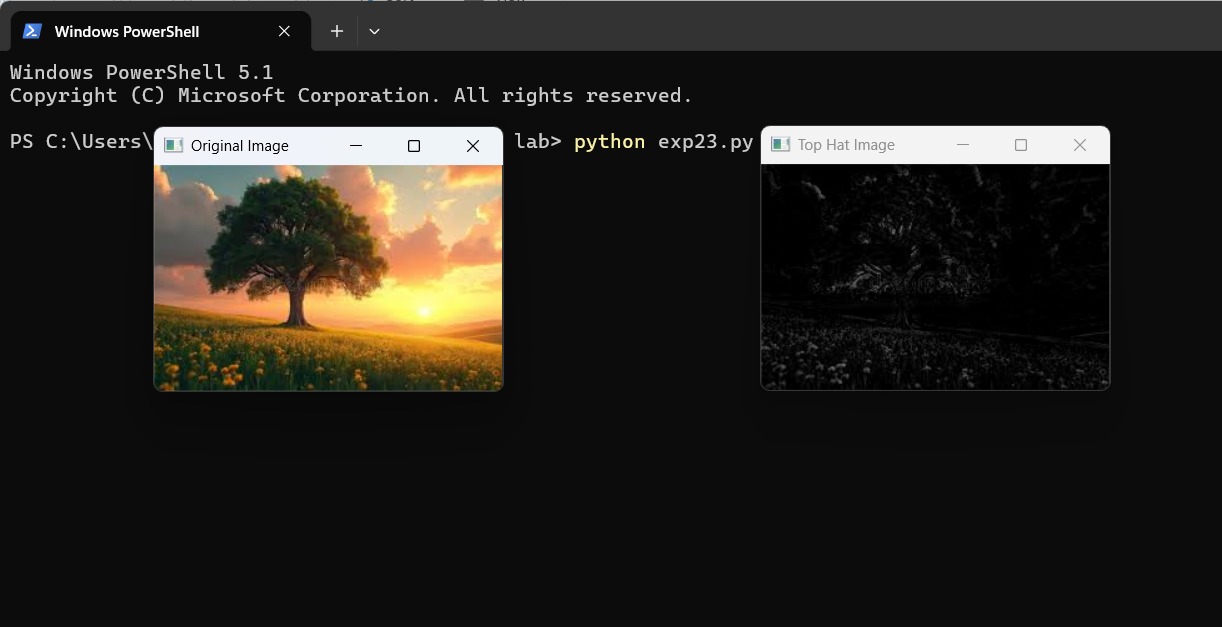 Windows PowerShell
Windows PowerShell 5.1
Copyright (C) Microsoft Corporation. All rights reserved.
PS C:\Users\ lab> python exp23.py
Original Image
Top Hat Image